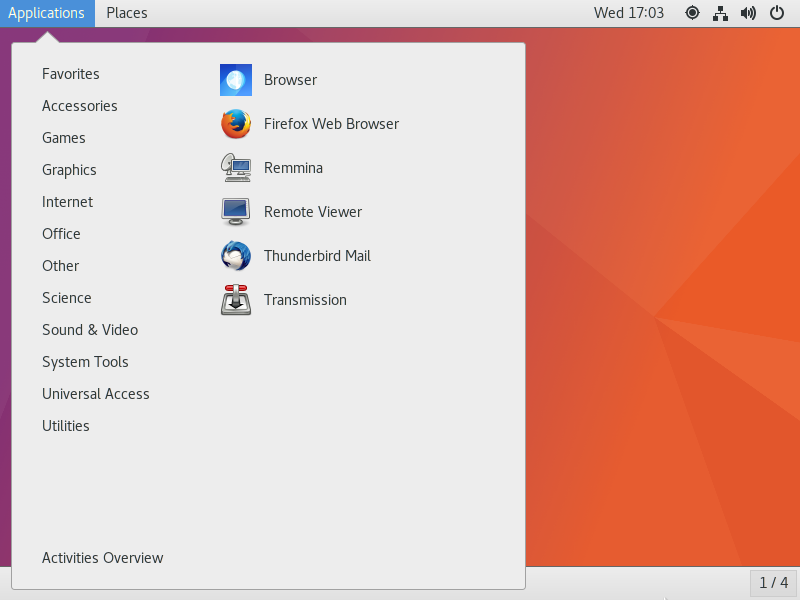 Applications Places Wed 17:03
Favorites
Accessories
Games
Graphics
Internet
Office
Other
Science
Sound & Video
System Tools
Universal Access
Utilities
Activities Overview
Browser
Firefox Web Browser
Remmina
Remote Viewer
Thunderbird Mail
Transmission
1 / 4